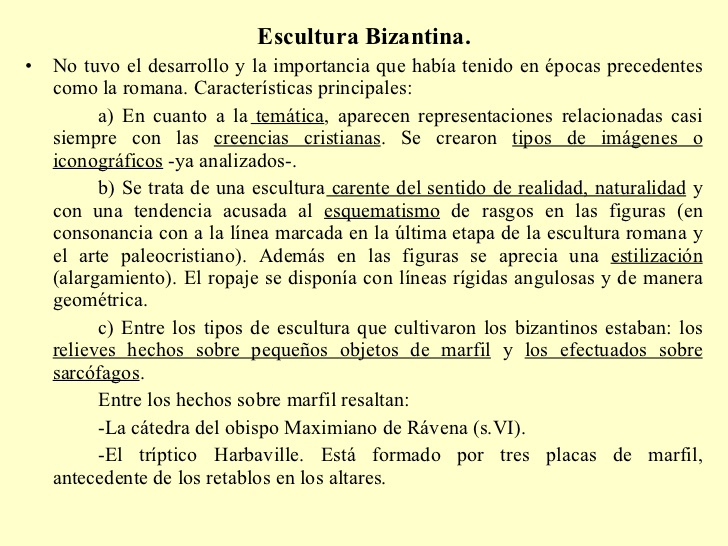 Escultura Bizantina.
• No tuvo el desarrollo y la importancia que había tenido en épocas precedentes
como la romana. Características principales:
a) En cuanto a la temática, aparecen representaciones relacionadas casi
siempre con las creencias cristianas. Se crearon tipos de imágenes o
iconográficos -ya analizados-.
b) Se trata de una escultura carente del sentido de realidad, naturalidad y
con una tendencia acusada al esquematismo de rasgos en las figuras (en
consonancia con a la línea marcada en la última etapa de la escultura romana y
el arte paleocristiano). Además en las figuras se aprecia una estilización
(alargamiento). El ropaje se disponía con líneas rígidas angulosas y de manera
geométrica.
c) Entre los tipos de escultura que cultivaron los bizantinos estaban: los
relieves hechos sobre pequeños objetos de marfil y los efectuados sobre
sarcófagos.
Entre los hechos sobre marfil resaltan:
-La cátedra del obispo Maximiano de Rávena (s.VI).
-El tríptico Harbaville. Está formado por tres placas de marfil,
antecedente de los retablos en los altares.